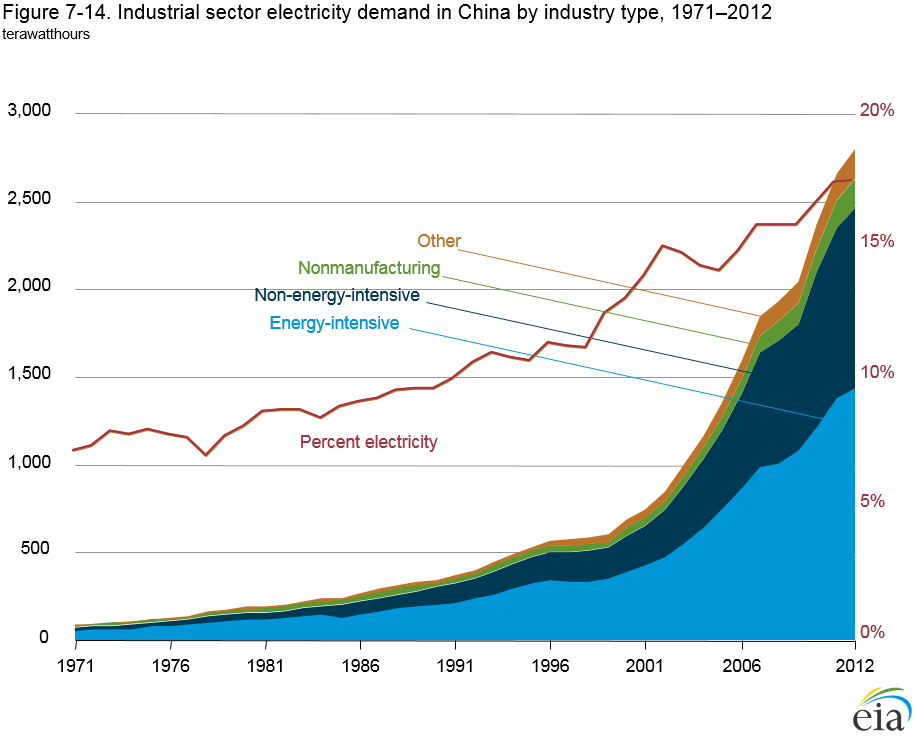 Figure 7-14. Industrial sector electricity demand in China by industry type, 1971–2012
terawatthours
3,000
20%
2,500
Other
15%
Nonmanufacturing
2,000
Non-energy-intensive
Energy-intensive
1,500
10%
Percent electricity
1,000
5%
500
0
0%
1971
1976
1981
1986
1991
1996
2001
2006
2012
eia